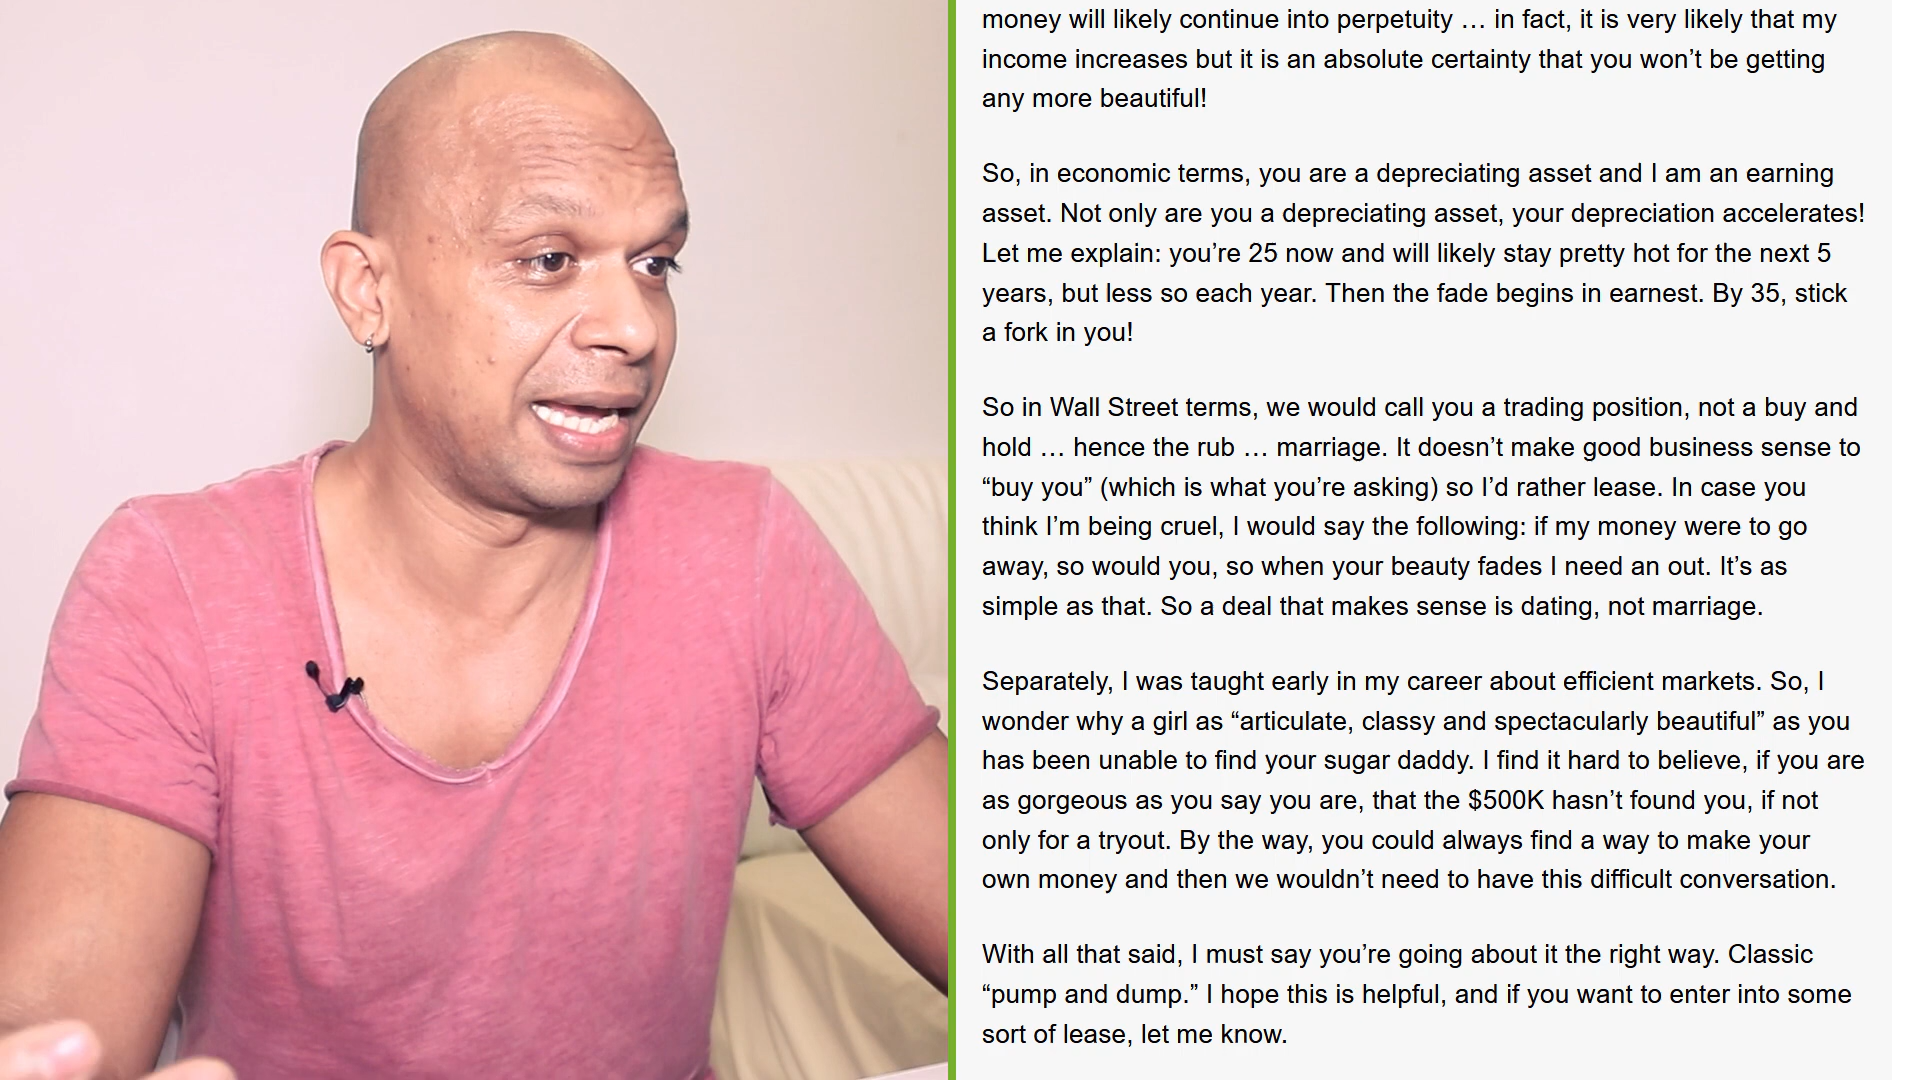 money will likely continue into perpetuity … in fact, it is very likely that my
income increases but it is an absolute certainty that you won’t be getting
any more beautiful!
So, in economic terms, you are a depreciating asset and I am an earning
asset. Not only are you a depreciating asset, your depreciation accelerates!
Let me explain: you’re 25 now and will likely stay pretty hot for the next 5
years, but less so each year. Then the fade begins in earnest. By 35, stick
a fork in you!
So in Wall Street terms, we would call you a trading position, not a buy and
hold … hence the rub … marriage. It doesn’t make good business sense to
“buy you” (which is what you’re asking) so I’d rather lease. In case you
think I’m being cruel, I would say the following: if my money were to go
away, so would you, so when your beauty fades I need an out. It’s as
simple as that. So a deal that makes sense is dating, not marriage.
Separately, I was taught early in my career about efficient markets. So, I
wonder why a girl as “articulate, classy and spectacularly beautiful” as you
has been unable to find your sugar daddy. I find it hard to believe, if you are
as gorgeous as you say you are, that the $500K hasn’t found you, if not
only for a tryout. By the way, you could always find a way to make your
own money and then we wouldn’t need to have this difficult conversation.
With all that said, I must say you’re going about it the right way. Classic
“pump and dump.” I hope this is helpful, and if you want to enter into some
sort of lease, let me know.